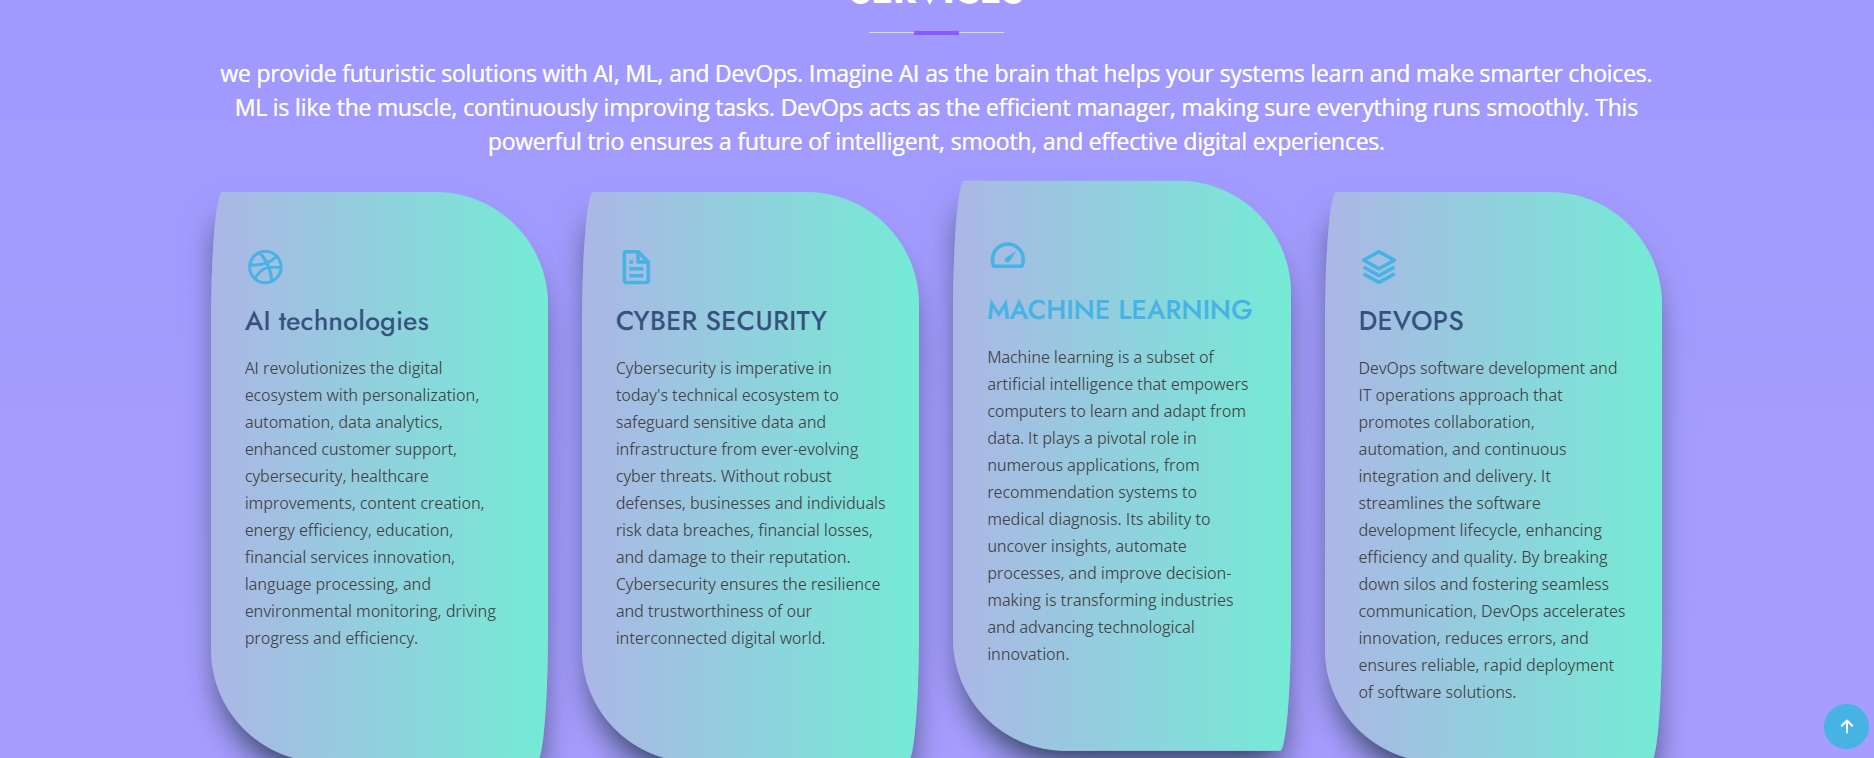 SERVICES
we provide futuristic solutions with AI, ML, and DevOps. Imagine AI as the brain that helps your systems learn and make smarter choices.
ML is like the muscle, continuously improving tasks. DevOps acts as the efficient manager, making sure everything runs smoothly. This
powerful trio ensures a future of intelligent, smooth, and effective digital experiences.
AI technologies
AI revolutionizes the digital
ecosystem with personalization,
automation, data analytics,
enhanced customer support,
cybersecurity, healthcare
improvements, content creation,
energy efficiency, education,
financial services innovation,
language processing, and
environmental monitoring, driving
progress and efficiency.
CYBER SECURITY
Cybersecurity is imperative in
today's technical ecosystem to
safeguard sensitive data and
infrastructure from ever-evolving
cyber threats. Without robust
defenses, businesses and individuals
risk data breaches, financial losses,
and damage to their reputation.
Cybersecurity ensures the resilience
and trustworthiness of our
interconnected digital world.
MACHINE LEARNING
Machine learning is a subset of
artificial intelligence that empowers
computers to learn and adapt from
data. It plays a pivotal role in
numerous applications, from
recommendation systems to
medical diagnosis. Its ability to
uncover insights, automate
processes, and improve decision-
making is transforming industries
and advancing technological
innovation.
DEVOPS
DevOps software development and
IT operations approach that
promotes collaboration,
automation, and continuous
integration and delivery. It
streamlines the software
development lifecycle, enhancing
efficiency and quality. By breaking
down silos and fostering seamless
communication, DevOps accelerates
innovation, reduces errors, and
ensures reliable, rapid deployment
of software solutions.